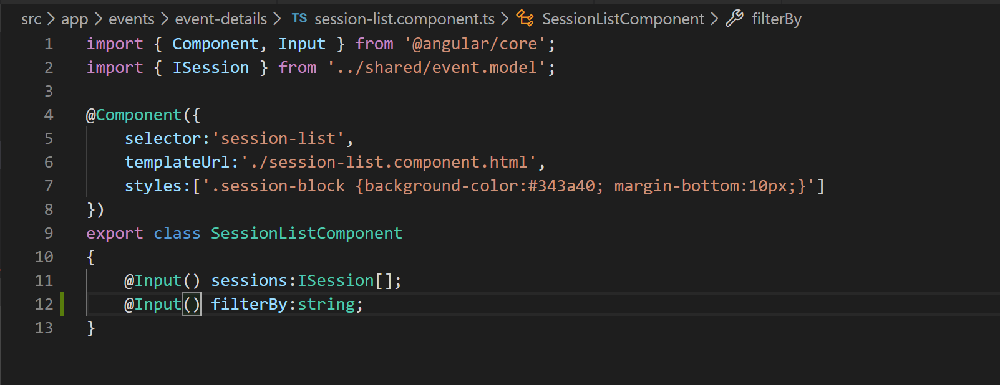 src > app > events > event-details > TS session-list.component.ts > SessionListComponent > filterBy
1 import { Component, Input } from '@angular/core';
2 import { ISession } from '../shared/event.model';
3
4 @Component({
5     selector:'session-list',
6     templateUrl:'./session-list.component.html',
7     styles:['.session-block {background-color:#343a40; margin-bottom:10px;}']
8 })
9 export class SessionListComponent
10 {
11     @Input() sessions:ISession[];
12     @Input() filterBy:string;
13 }